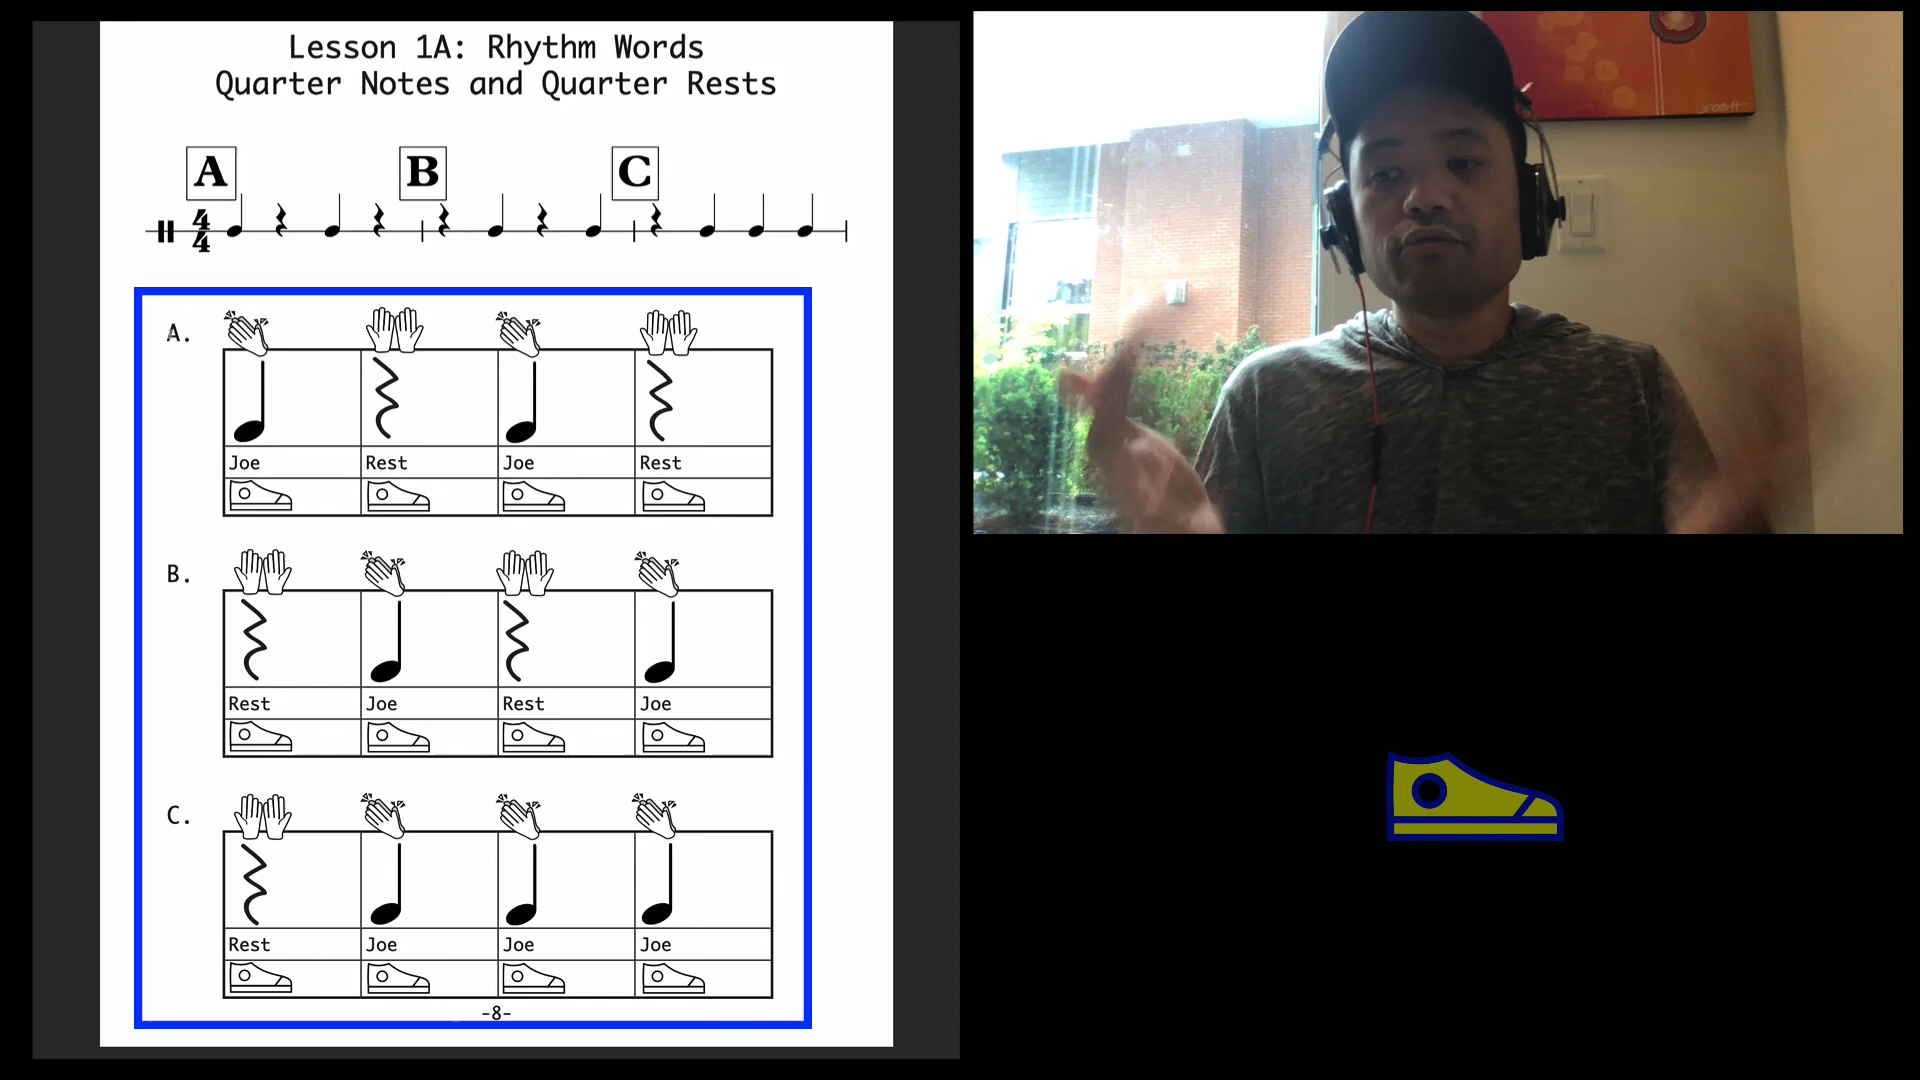 Lesson 1A: Rhythm Words
Quarter Notes and Quarter Rests
A B C
4
4
A.
Joe Rest Joe Rest
B.
Rest Joe Rest Joe
C.
Rest Joe Joe Joe
-8-